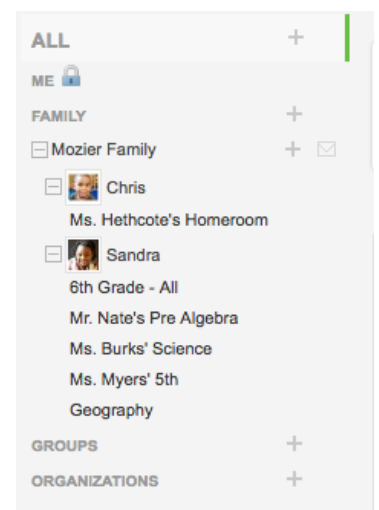 ALL
ME
FAMILY
Mozier Family
Chris
Ms. Hethcote's Homeroom
Sandra
6th Grade - All
Mr. Nate's Pre Algebra
Ms. Burks' Science
Ms. Myers' 5th
Geography
GROUPS
ORGANIZATIONS